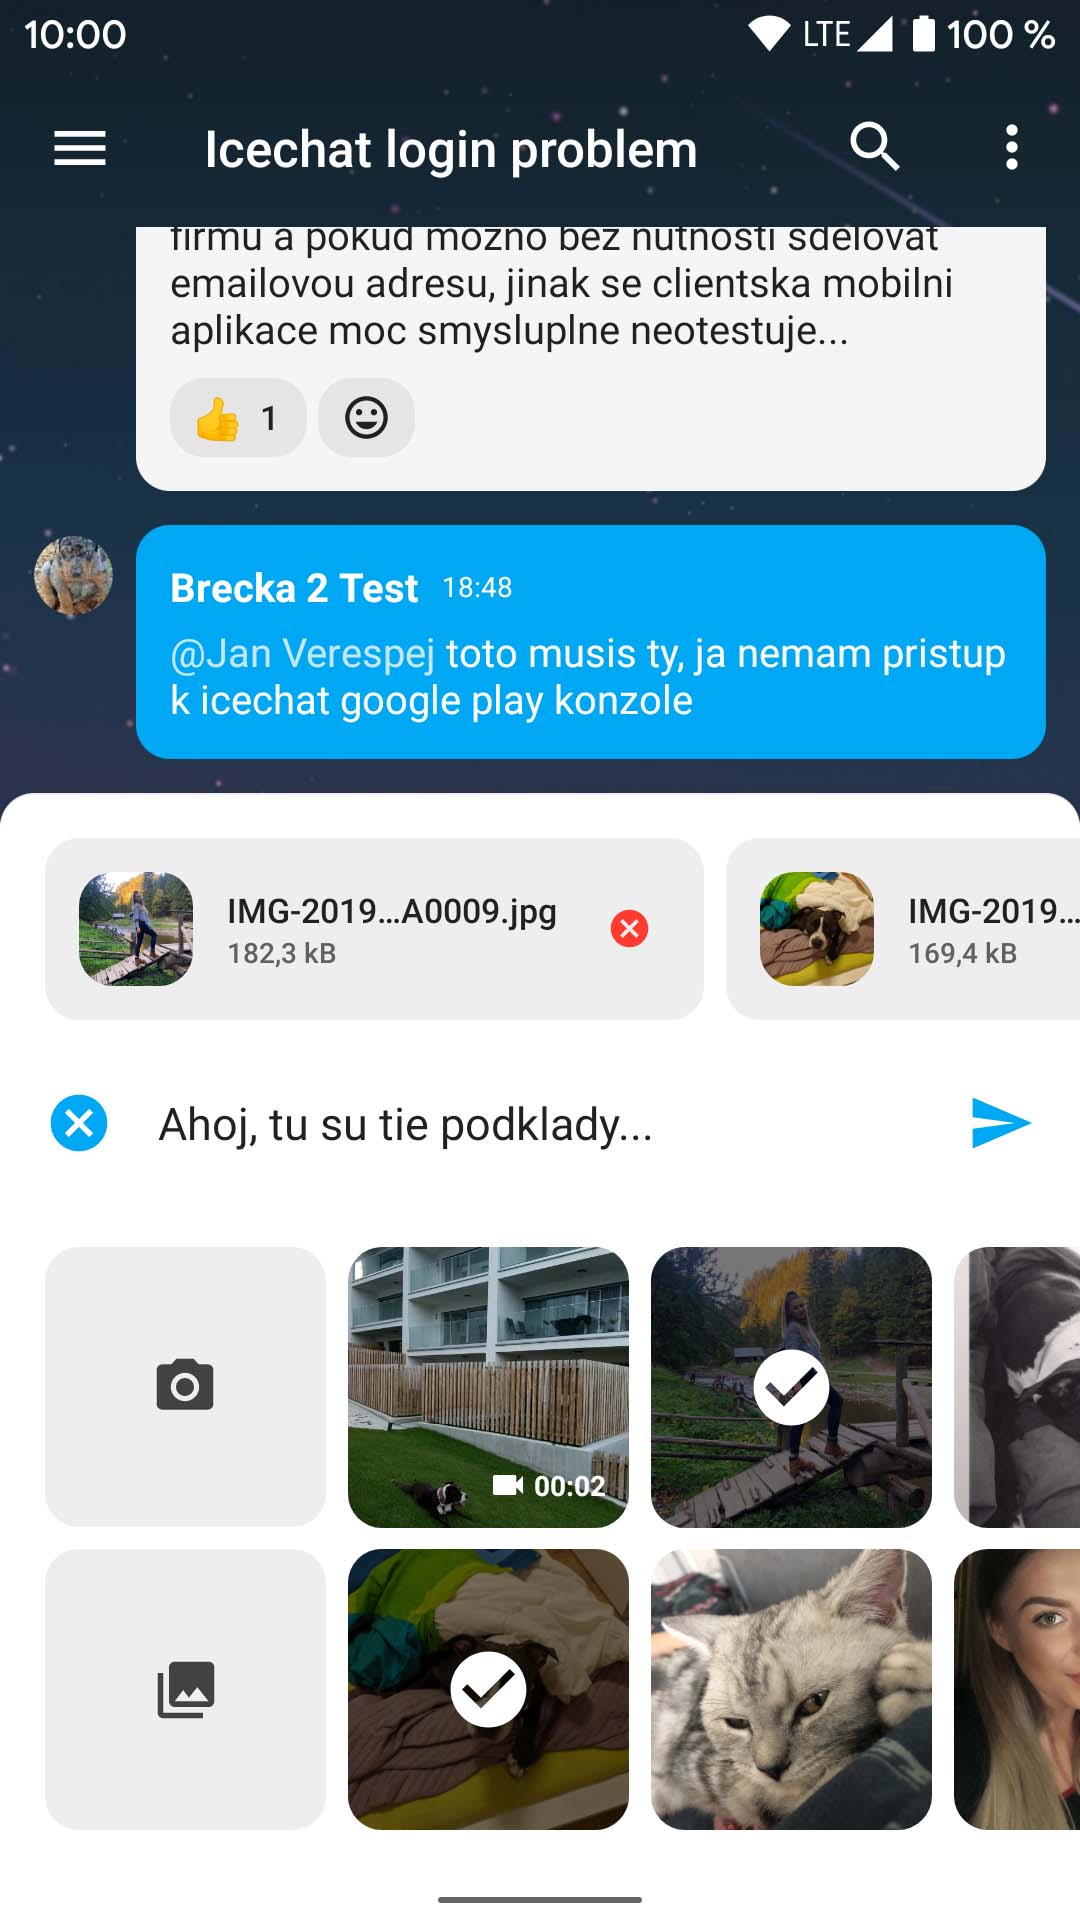 10:00 LTE 100 %
Icechat login problem
firmu a pokud mozno bez nutnosti sdelovat
emailovou adresu, jinak se clientska mobilni
aplikace moc smysluplne neotestuje...
👍 1
Brecka 2 Test 18:48
@Jan Verespej toto musis ty, ja nemam pristup
k icechat google play konzole
IMG-2019...A0009.jpg
182,3 kB
IMG-2019...
169,4 kB
Ahoj, tu su tie podklady...
00:02